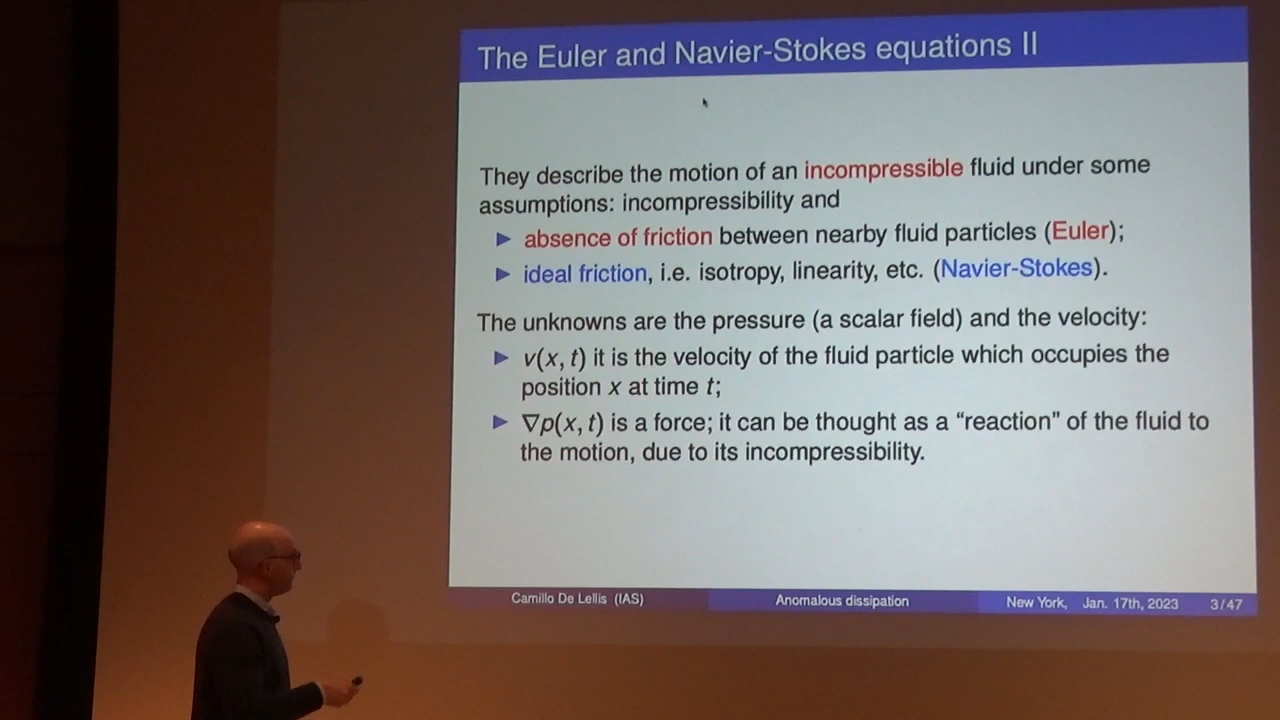 The Euler and Navier-Stokes equations II
They describe the motion of an incompressible fluid under some
assumptions: incompressibility and
▶ absence of friction between nearby fluid particles (Euler);
▶ ideal friction, i.e. isotropy, linearity, etc. (Navier-Stokes).
The unknowns are the pressure (a scalar field) and the velocity:
▶ v(x, t) it is the velocity of the fluid particle which occupies the
position x at time t;
▶ ∇p(x, t) is a force; it can be thought as a “reaction” of the fluid to
the motion, due to its incompressibility.
Camillo De Lellis (IAS) Anomalous dissipation New York, Jan. 17th, 2023 3/47